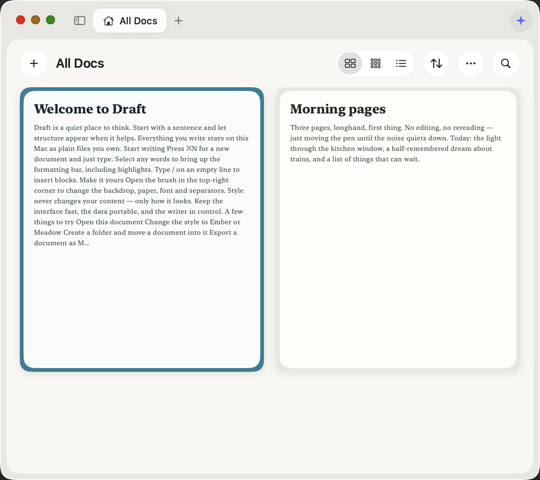 All Docs
All Docs
Welcome to Draft
Draft is a quiet place to think. Start with a sentence and let
structure appear when it helps. Everything you write stays on this
Mac as plain files you own. Start writing Press ⌘N for a new
document and just type. Select any words to bring up the
formatting bar, including highlights. Type / on an empty line to
insert blocks. Make it yours Open the brush in the top-right
corner to change the backdrop, paper, font and separators. Style
never changes your content — only how it looks. Keep the
interface fast, the data portable, and the writer in control. A few
things to try Open this document Change the style to Ember or
Meadow Create a folder and move a document into it Export a
document as M...
Morning pages
Three pages, longhand, first thing. No editing, no rereading —
just moving the pen until the noise quiets down. Today: the light
through the kitchen window, a half-remembered dream about
trains, and a list of things that can wait.